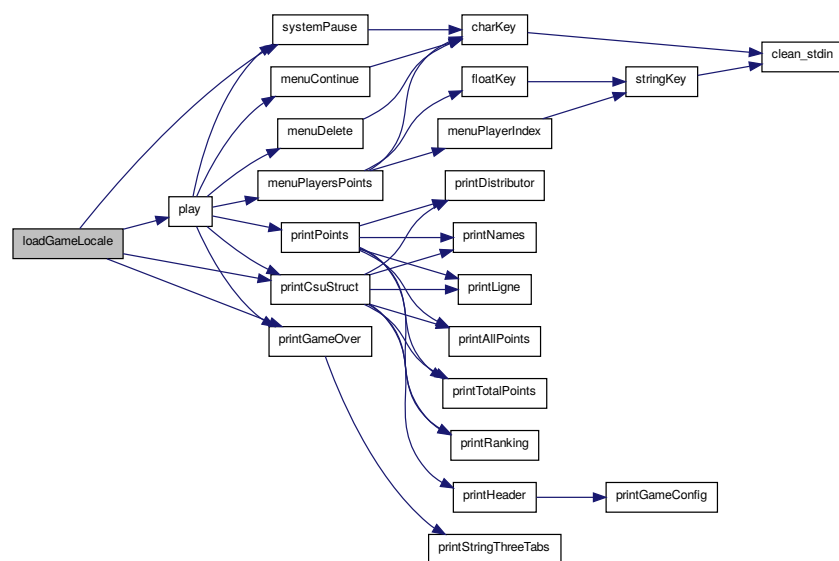 loadGameLocale
play
systemPause
menuContinue
menuDelete
menuPlayersPoints
printPoints
printCsuStruct
printGameOver
charKey
floatKey
menuPlayerIndex
printDistributor
printNames
printLigne
printAllPoints
printTotalPoints
printRanking
printHeader
printStringThreeTabs
stringKey
printGameConfig
clean_stdin